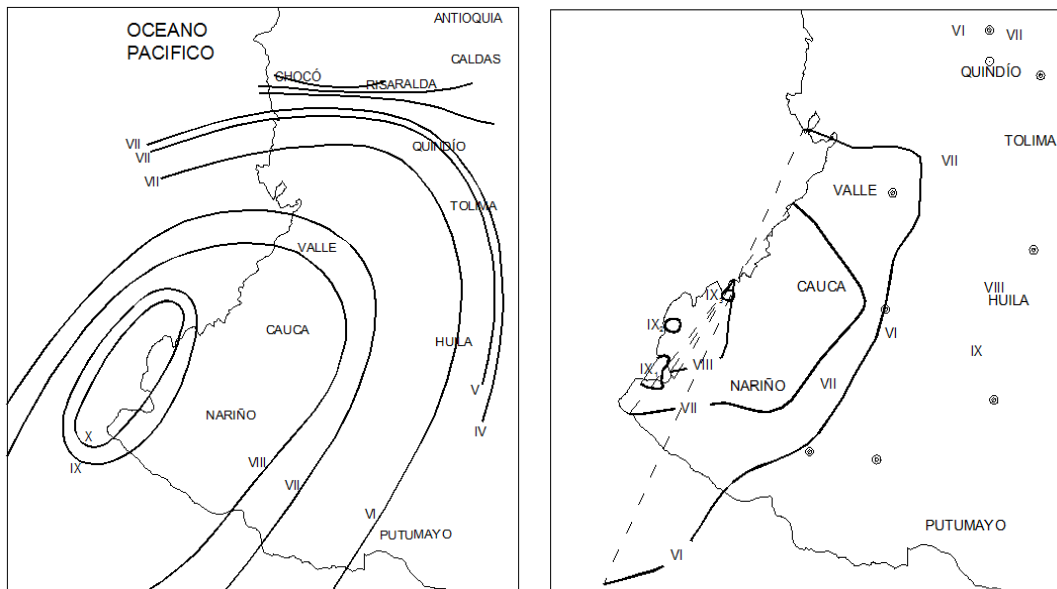 OCEANO
PACIFICO
ANTIOQUIA
CALDAS
CHOCÓ
RISARALDA
VII
VII
QUINDÍO
VII
TOLIMA
VALLE
CAUCA
HUILA
V
NARIÑO
IV
X
IX
VIII
VII
VI
PUTUMAYO
VI
VII
QUINDÍO
TOLIMA
VII
VALLE
CAUCA
VIII
HUILA
IX
IX
VI
IX
IX
VIII
NARIÑO
VII
VII
PUTUMAYO
VI